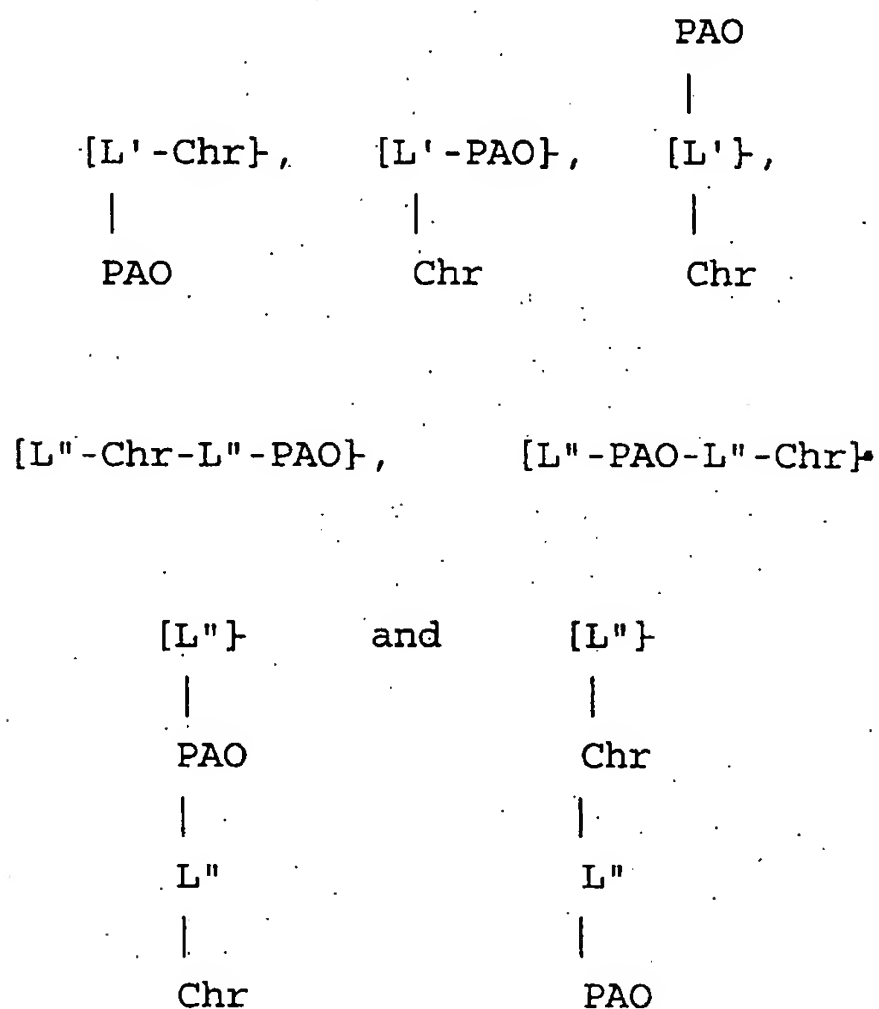 PAO
|
[L'-Chr}, [L'-PAO}, [L'},
| | |
PAO Chr Chr
[L"-Chr-L"-PAO}, [L"-PAO-L"-Chr}
[L"} and [L"}
| |
PAO Chr
| |
L" L"
| |
Chr PAO